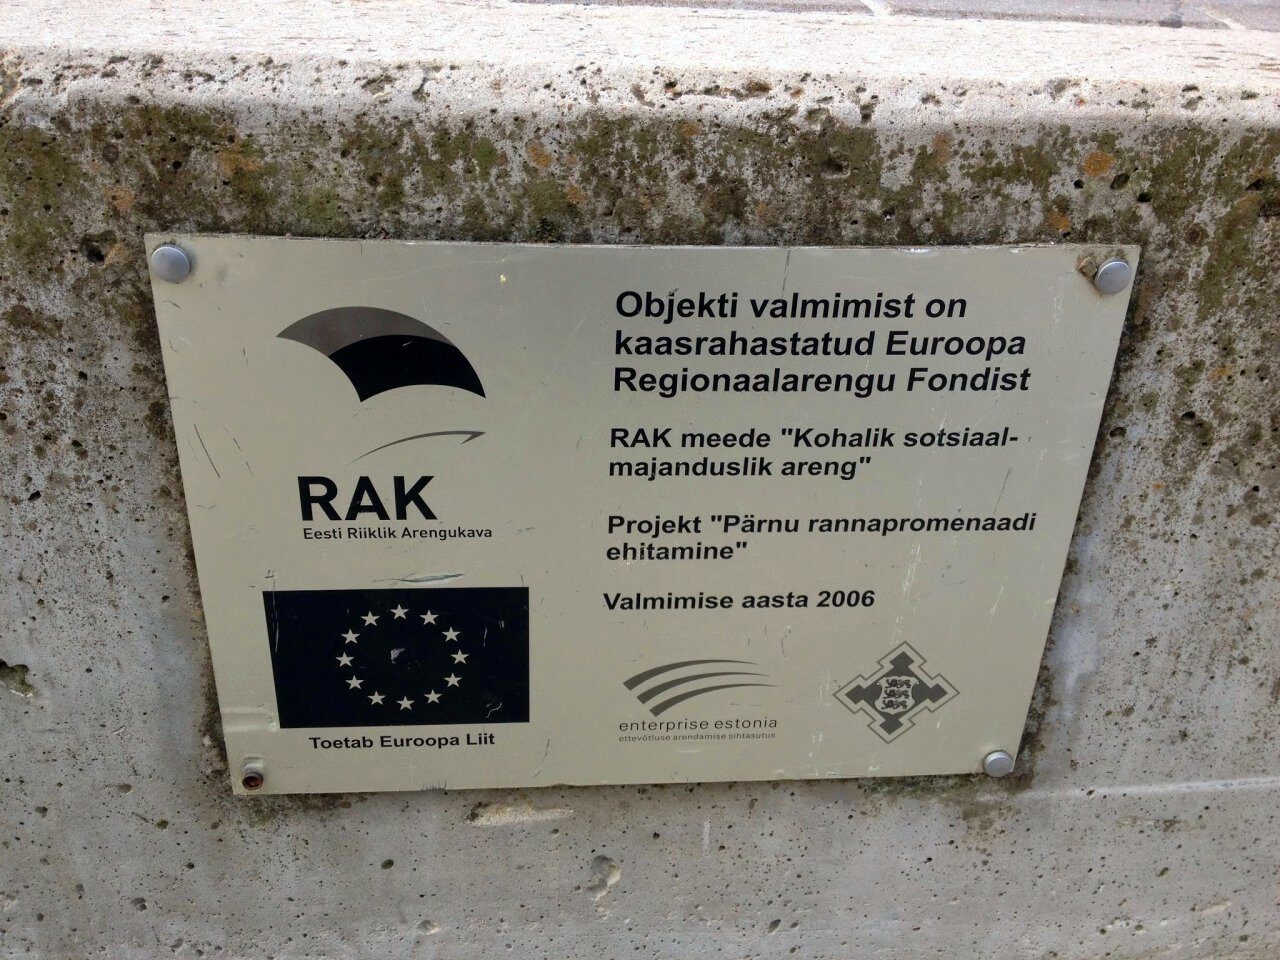 Objekti valmimist on
kaasrahastatud Euroopa
Regionaalarengu Fondist
RAK meede "Kohalik sotsiaal-
majanduslik areng"
Projekt "Pärnu rannapromenaadi
ehitamine"
Valmimise aasta 2006
RAK
Eesti Riiklik Arengukava
Toetab Euroopa Liit
enterprise estonia
ettevõtluse arendamise sihtasutus